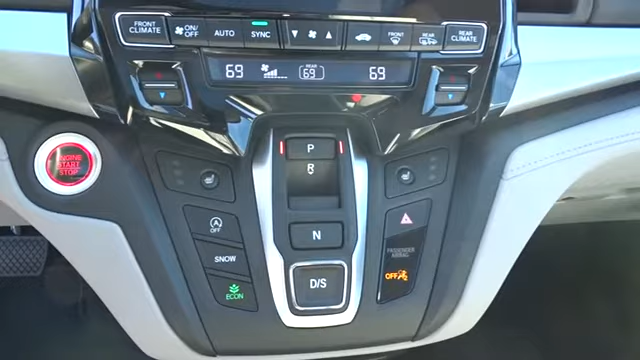 FRONT CLIMATE
ON/OFF
AUTO
SYNC
FRONT
REAR
REAR CLIMATE
69
REAR
69
69
ENGINE
START
STOP
P
R
N
D/S
A
OFF
SNOW
ECON
PASSENGER
AIRBAG
OFF